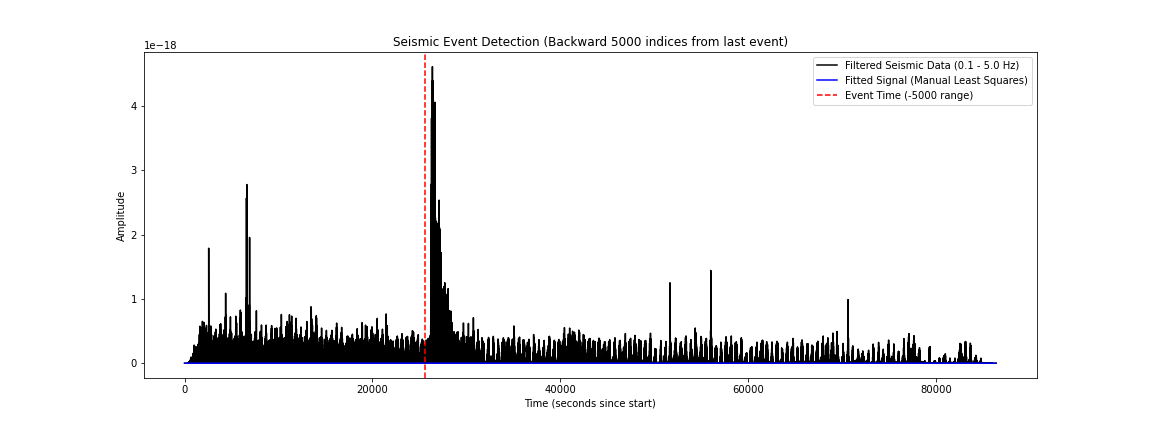 Seismic Event Detection (Backward 5000 indices from last event)
1e−18
Filtered Seismic Data (0.1 - 5.0 Hz)
Fitted Signal (Manual Least Squares)
Event Time (-5000 range)
4
3
2
1
0
Amplitude
0 20000 40000 60000 80000
Time (seconds since start)